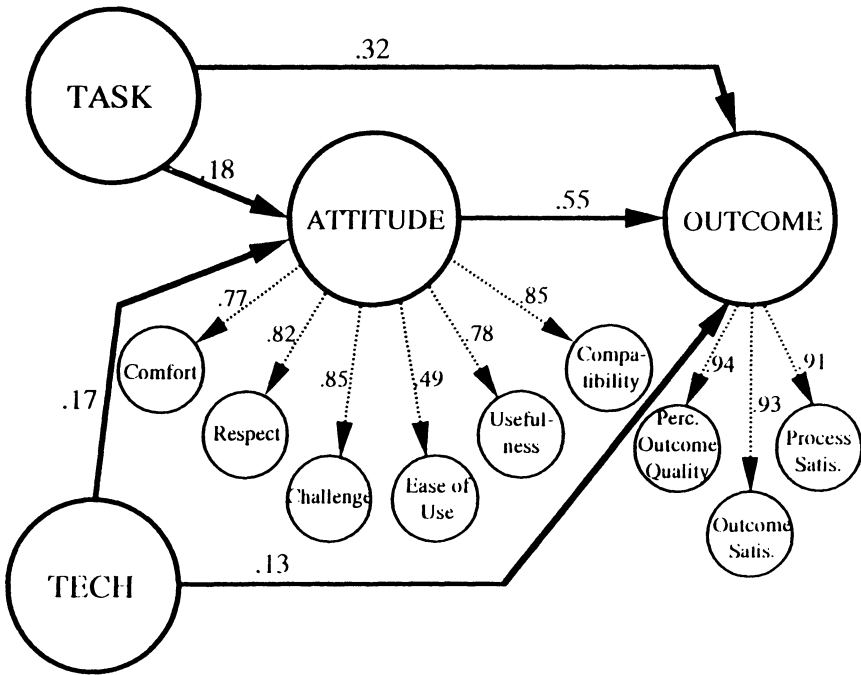 .32
TASK
.18
ATTITUDE
.55
OUTCOME
.77
.82
.85
.49
.78
.85
Comfort
Respect
Challenge
Ease of
Use
Useful-
ness
Compa-
tibility
.94
.93
.91
Perc.
Outcome
Quality
Outcome
Satis.
Process
Satis.
.17
TECH
.13